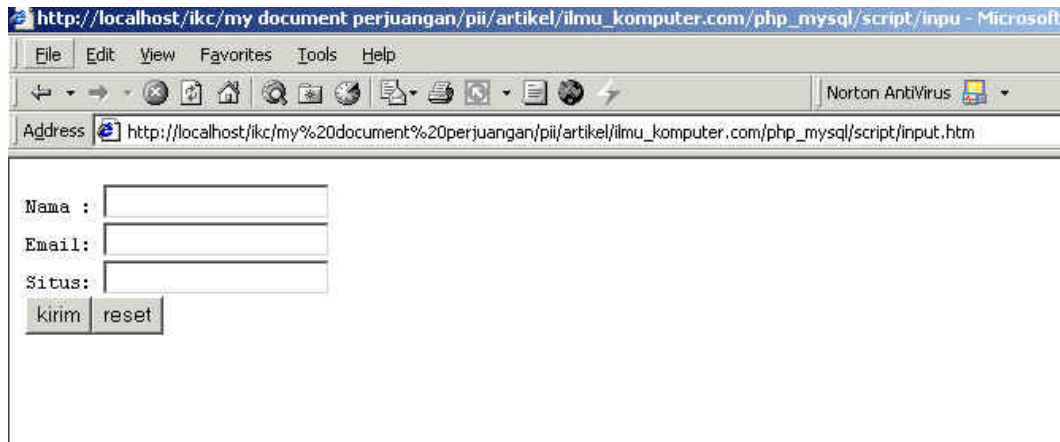 http://localhost/ikc/my document perjuangan/pii/artikel/ilmu_komputer.com/php_mysql/script/inpu - Microsoft
File Edit View Favorites Tools Help
Norton AntiVirus
Address http://localhost/ikc/my%20document%20perjuangan/pii/artikel/ilmu_komputer.com/php_mysql/script/input.htm
Nama :
Email:
Situs:
kirim reset